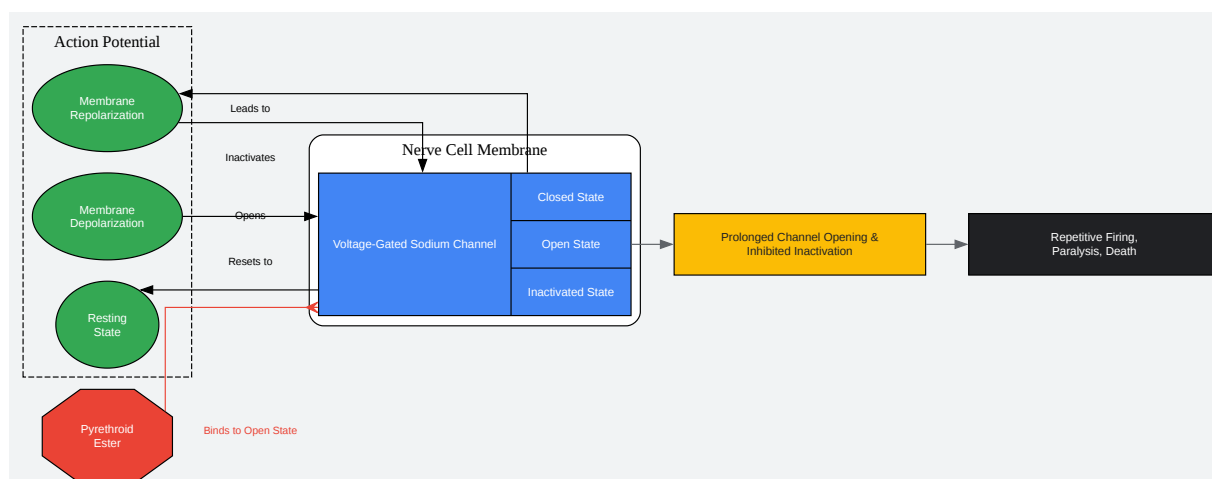 Action Potential
Membrane
Repolarization
Leads to
Inactivates
Nerve Cell Membrane
Membrane
Depolarization
Opens
Voltage-Gated Sodium Channel
Closed State
Open State
Inactivated State
Prolonged Channel Opening &
Inhibited Inactivation
Repetitive Firing,
Paralysis, Death
Resets to
Resting
State
Pyrethroid
Ester
Binds to Open State